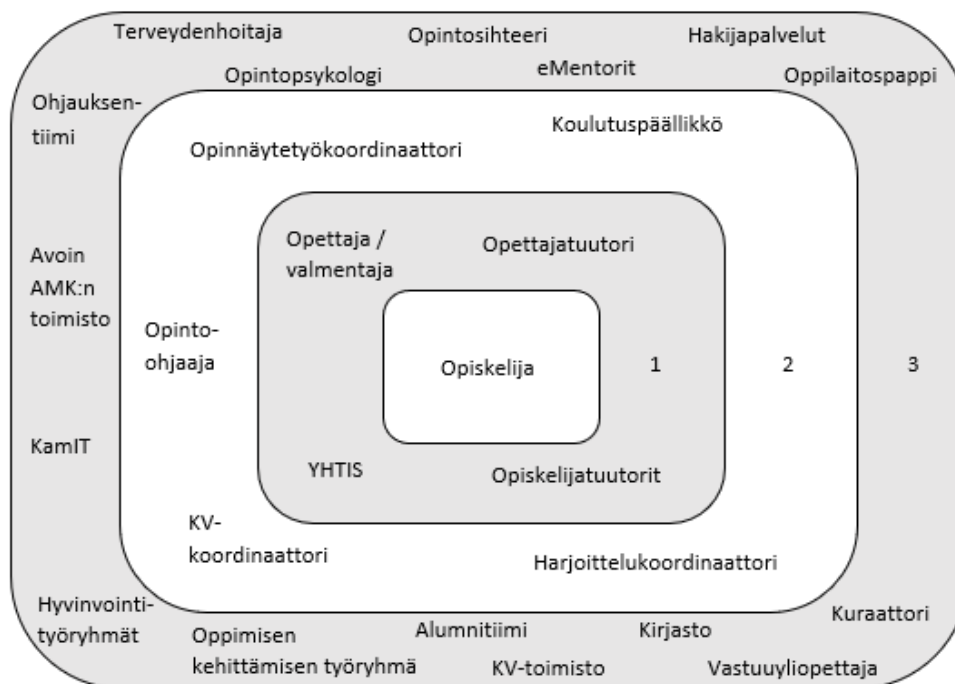 Terveydenhoitaja
Opintosihteeri
Hakijapalvelut
Opintopsykologi
eMentorit
Oppilaitospappi
Ohjauksen-
tiimi
Koulutuspäällikkö
Opinnäytetyökoordinaattori
Opettaja /
valmentaja
Opettajatuutori
Avoin
AMK:n
toimisto
Opinto-
ohjaaja
Opiskelija
1
2
3
KamIT
YHTIS
Opiskelijatuutorit
KV-
koordinaattori
Harjoittelukoordinaattori
Hyvinvointi-
työryhmät
Oppimisen
kehittämisen työryhmä
Alumnitiimi
Kirjasto
Kuraattori
KV-toimisto
Vastuuyliopettaja